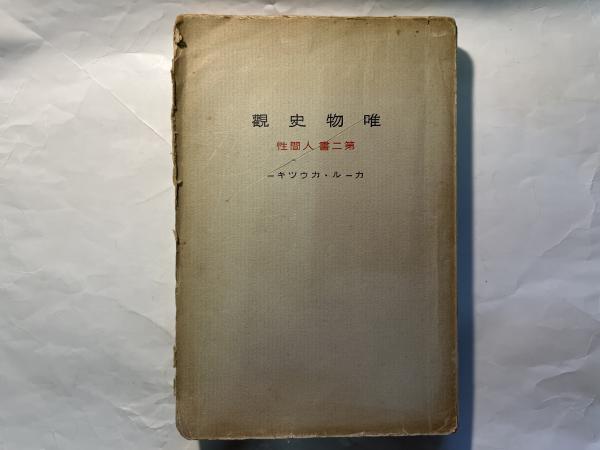 唯物史觀
第二書人間性
カール・カウツキー